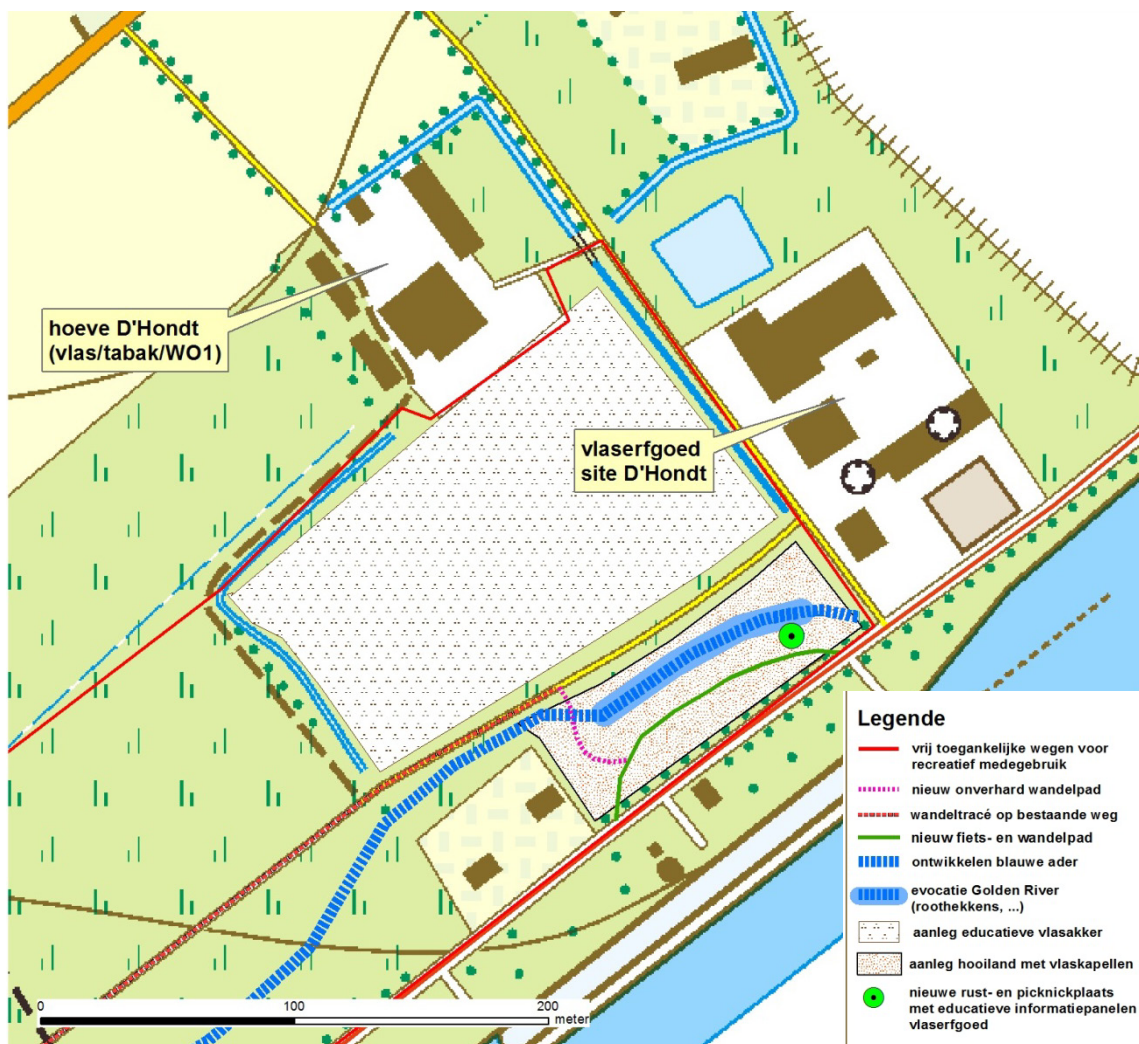 hoeve D'Hondt
(vlas/tabak/WO1)
vlaserfgoed
site D'Hondt
Legende
vrij toegankelijke wegen voor
recreatief medegebruik
nieuw onverhard wandelpad
wandeltracé op bestaande weg
nieuw fiets- en wandelpad
ontwikkelen blauwe ader
evocatie Golden River
(roothekkens, ...)
aanleg educatieve vlasakker
aanleg hooiland met vlaskapellen
nieuwe rust- en picknickplaats
met educatieve informatiepanelen
vlaserfgoed
0 100 200
meter